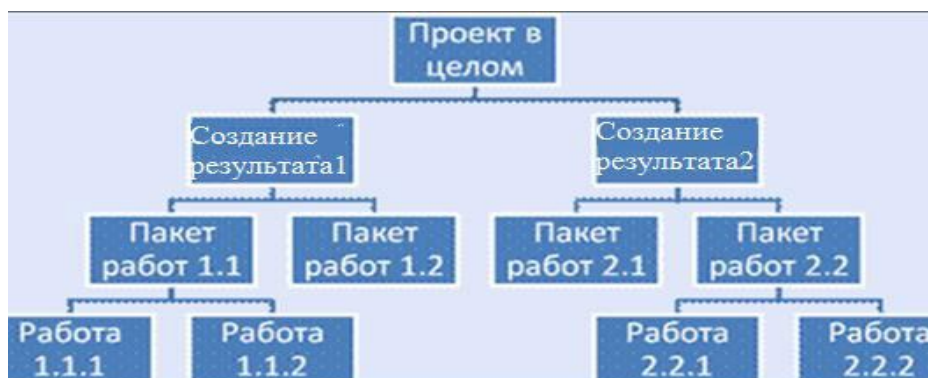 Проект в
целом
Создание
результата1
Создание
результата2
Пакет
работ 1.1
Пакет
работ 1.2
Пакет
работ 2.1
Пакет
работ 2.2
Работа
1.1.1
Работа
1.1.2
Работа
2.2.1
Работа
2.2.2